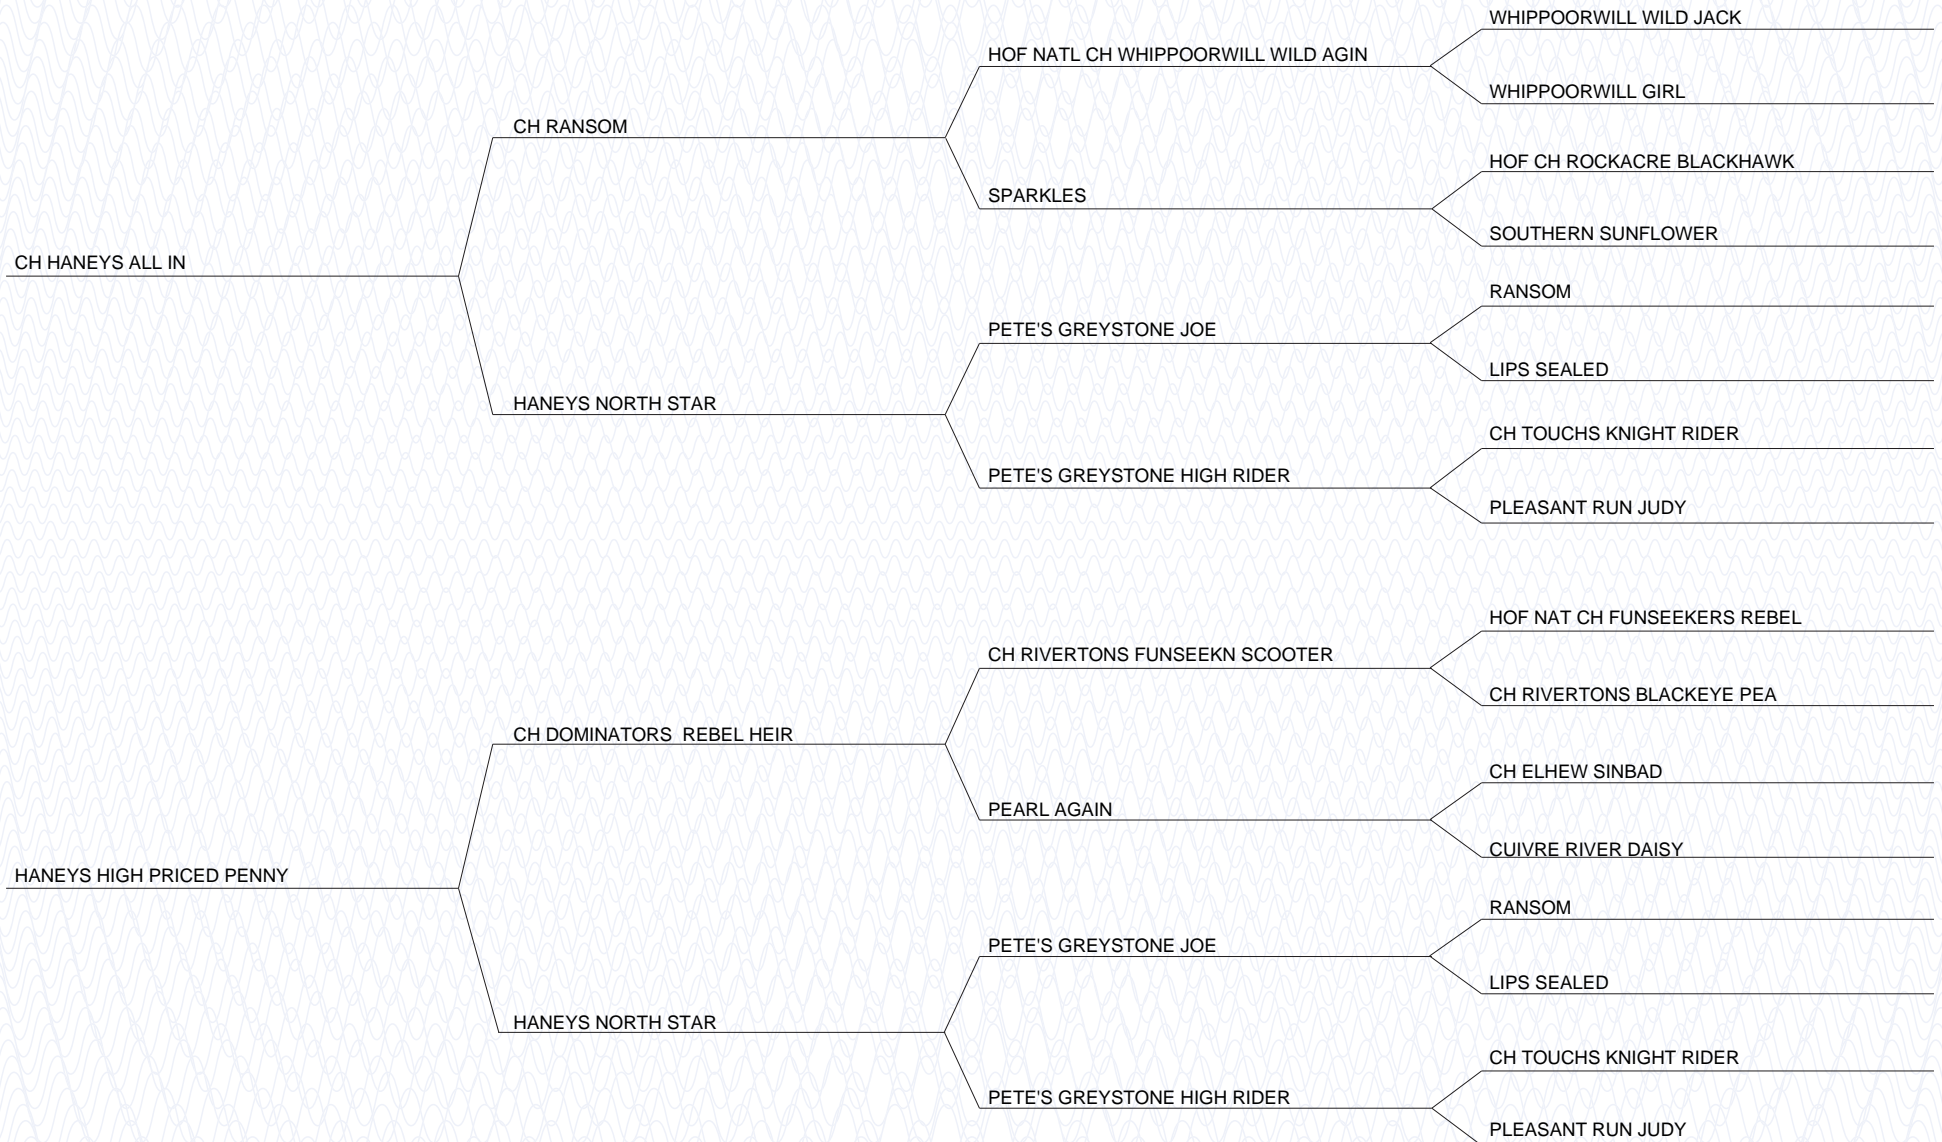 WHIPPOORWILL WILD JACK
HOF NATL CH WHIPPOORWILL WILD AGIN
WHIPPOORWILL GIRL
CH RANSOM
HOF CH ROCKACRE BLACKHAWK
SPARKLES
SOUTHERN SUNFLOWER
CH HANEYS ALL IN
RANSOM
PETE'S GREYSTONE JOE
LIPS SEALED
HANEYS NORTH STAR
CH TOUCHS KNIGHT RIDER
PETE'S GREYSTONE HIGH RIDER
PLEASANT RUN JUDY
HOF NAT CH FUNSEEKERS REBEL
CH RIVERTONS FUNSEEKN SCOOTER
CH RIVERTONS BLACKEYE PEA
CH DOMINATORS  REBEL HEIR
CH ELHEW SINBAD
PEARL AGAIN
CUIVRE RIVER DAISY
HANEYS HIGH PRICED PENNY
RANSOM
PETE'S GREYSTONE JOE
LIPS SEALED
HANEYS NORTH STAR
CH TOUCHS KNIGHT RIDER
PETE'S GREYSTONE HIGH RIDER
PLEASANT RUN JUDY